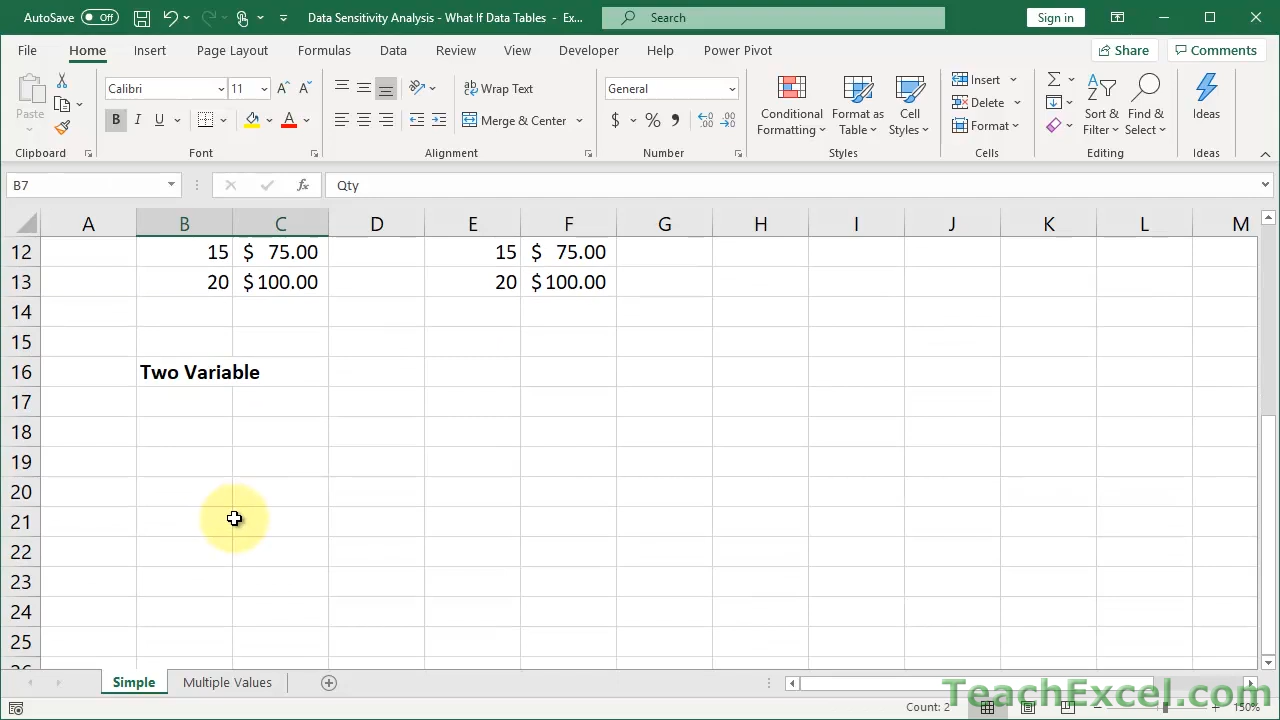 AutoSave Off Data Sensitivity Analysis - What If Data Tables - Ex... Search Sign in
File Home Insert Page Layout Formulas Data Review View Developer Help Power Pivot Share Comments
Paste Calibri 11 A A Wrap Text General Conditional Formatting Format as Table Cell Styles Insert Sort & Filter Find & Select Ideas
Delete
B I U A Merge & Center $ % Format
Clipboard Font Alignment Number Styles Cells Editing Ideas
B7 fx Qty
A B C D E F G H I J K L M
12 15 $ 75.00 15 $ 75.00
13 20 $ 100.00 20 $ 100.00
14
15
16 Two Variable
17
18
19
20
21
22
23
24
25
26
Simple Multiple Values
TeachExcel.com
Count: 2 150%